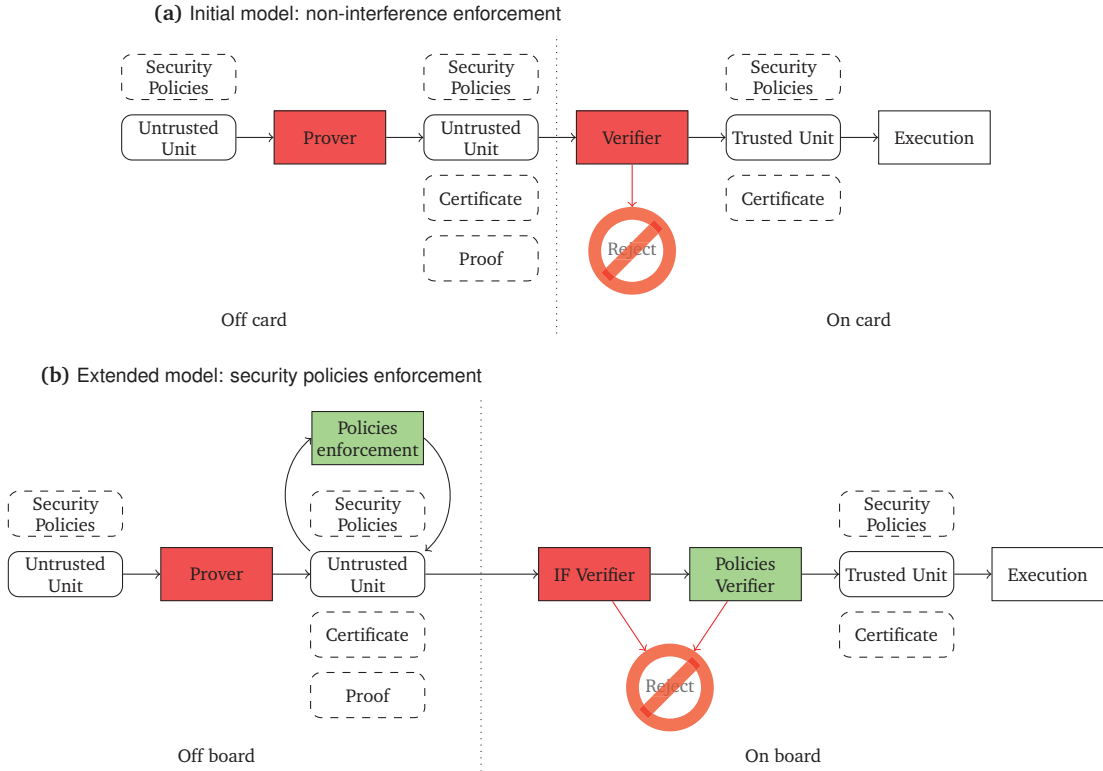 (a) Initial model: non-interference enforcement
Security
Policies
Security
Policies
Security
Policies
Untrusted
Unit
Prover
Untrusted
Unit
Verifier
Trusted Unit
Execution
Certificate
Certificate
Proof
Reject
Off card
On card
(b) Extended model: security policies enforcement
Policies
enforcement
Security
Policies
Security
Policies
Security
Policies
Untrusted
Unit
Prover
Untrusted
Unit
IF Verifier
Policies
Verifier
Trusted Unit
Execution
Certificate
Certificate
Proof
Reject
Off board
On board